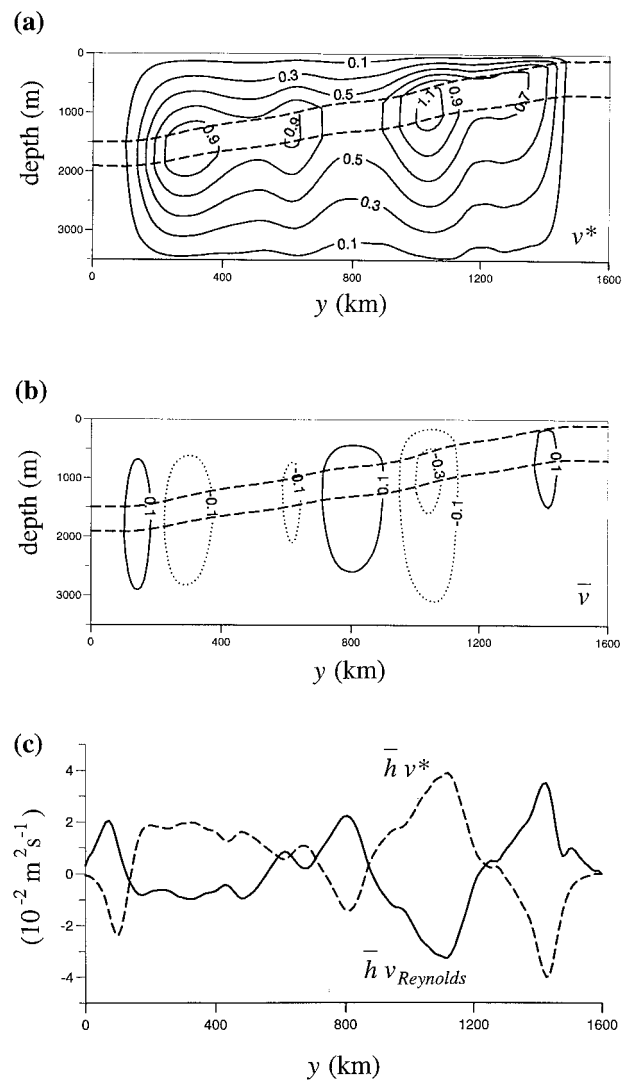 (a)
0
0.1
0.3
0.5
1.1
0.9
0.7
1000
0.9
0.9
depth (m)
2000
0.5
0.3
3000
0.1
v*
0 400 800 1200 1600
y (km)
(b)
0
1000
0.1
-0.1
-0.1
0.1
-0.3
-0.1
0.1
depth (m)
2000
3000
v̅
0 400 800 1200 1600
y (km)
(c)
h̅ v*
4
2
0
-2
-4
(10⁻² m² s⁻¹)
h̅ v_Reynolds
0 400 800 1200 1600
y (km)